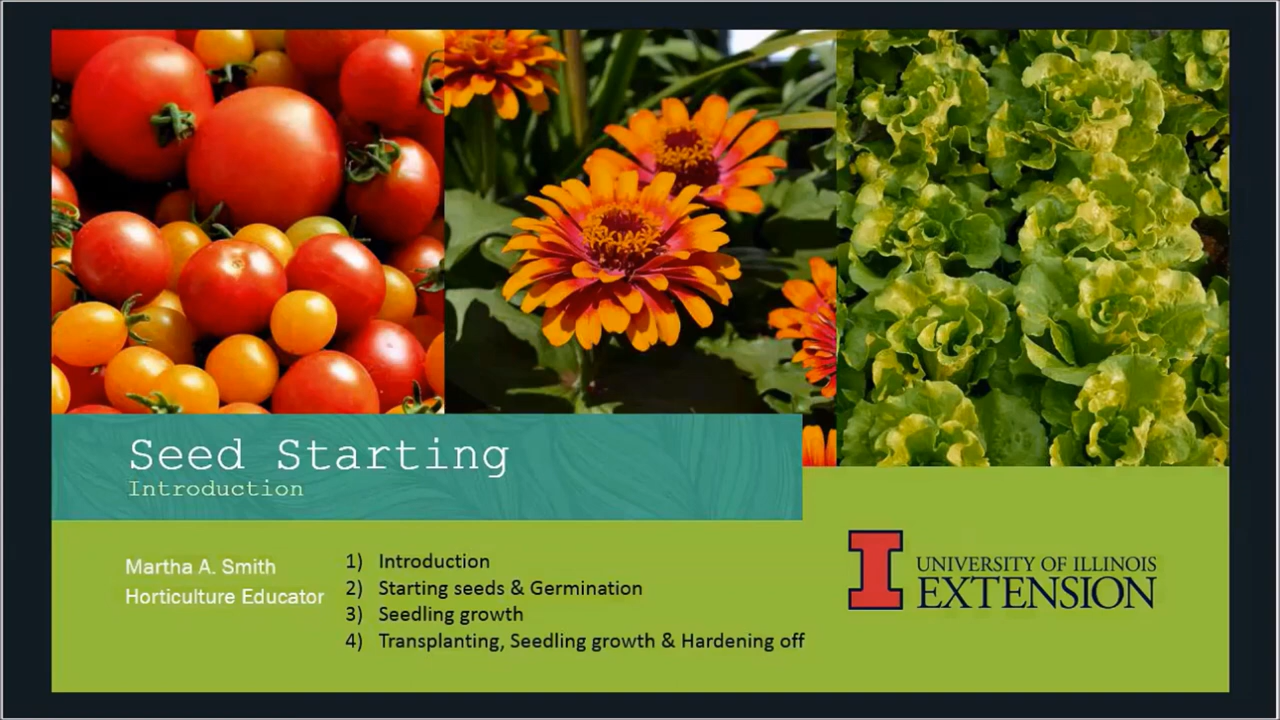 Seed Starting
Introduction
Martha A. Smith
Horticulture Educator
1) Introduction
2) Starting seeds & Germination
3) Seedling growth
4) Transplanting, Seedling growth & Hardening off
I UNIVERSITY OF ILLINOIS
EXTENSION